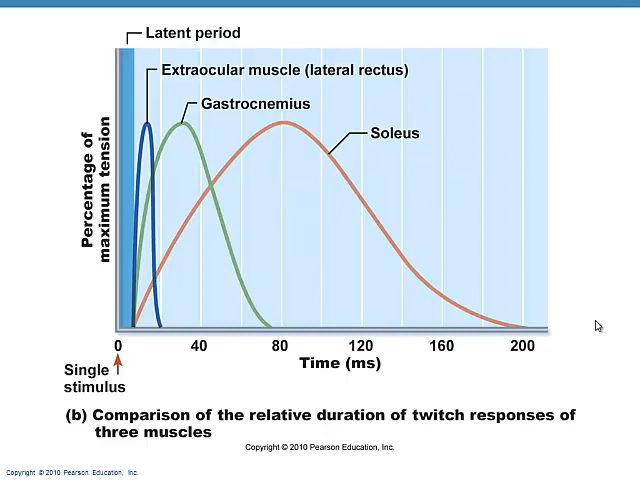 Latent period
Extraocular muscle (lateral rectus)
Gastrocnemius
Soleus
Percentage of
maximum tension
0 40 80 120 160 200
Time (ms)
Single
stimulus
(b) Comparison of the relative duration of twitch responses of
three muscles
Copyright © 2010 Pearson Education, Inc.
Copyright © 2010 Pearson Education, Inc.